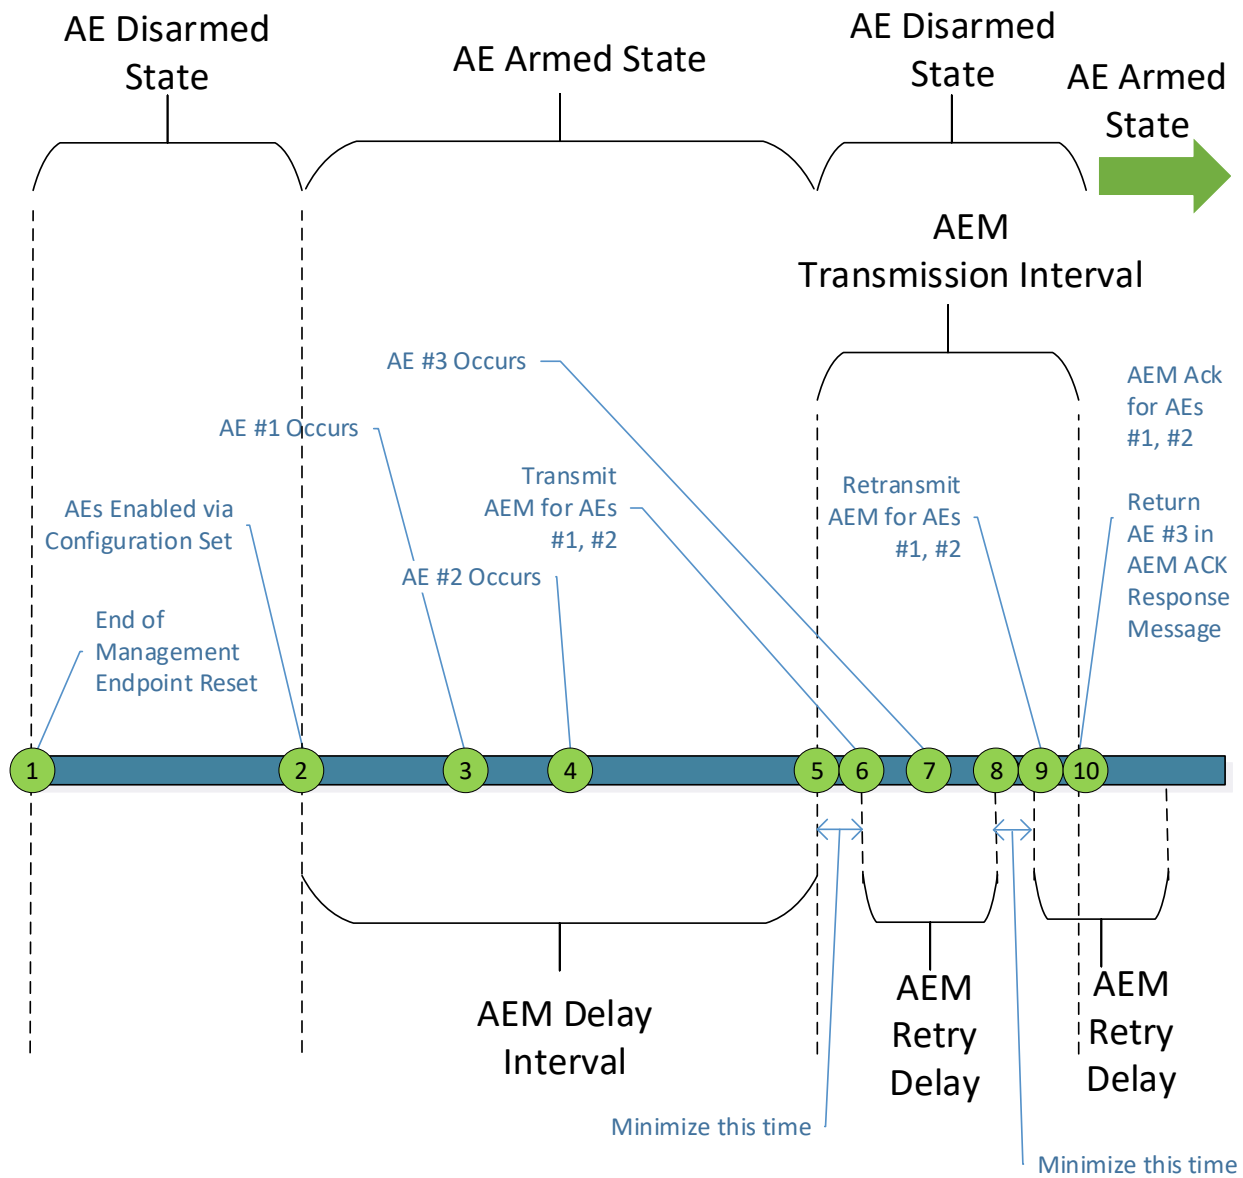 AE Disarmed
State
AE Armed State
AE Disarmed
State
AE Armed
State
AEM
Transmission Interval
AE #3 Occurs
AE #1 Occurs
AEM Ack
for AEs
#1, #2
Transmit
AEM for AEs
#1, #2
Retransmit
AEM for AEs
#1, #2
AEs Enabled via
Configuration Set
Return
AE #3 in
AEM ACK
Response
Message
AE #2 Occurs
End of
Management
Endpoint Reset
1
2
3
4
5
6
7
8
9
10
AEM Delay
Interval
AEM
Retry
Delay
AEM
Retry
Delay
Minimize this time
Minimize this time